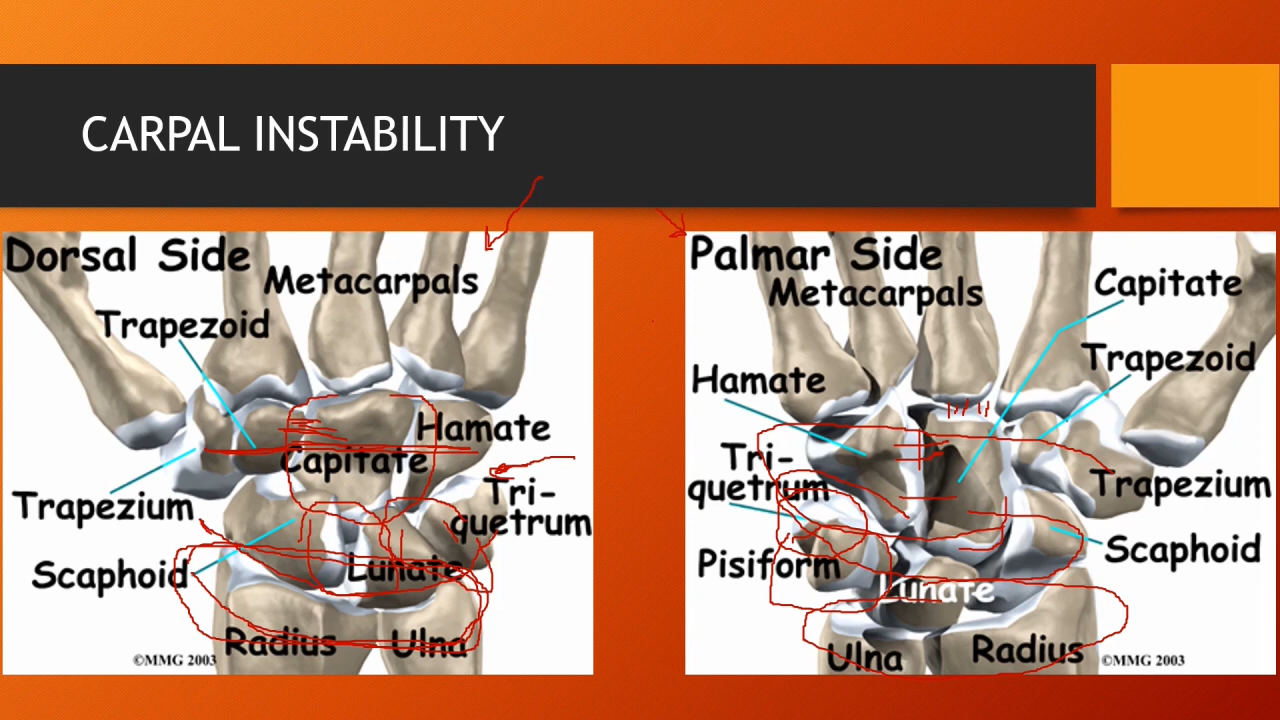 CARPAL INSTABILITY
Dorsal Side
Metacarpals
Trapezoid
Hamate
Capitate
Tri-
quetrum
Trapezium
Scaphoid
Lunate
Radius
Ulna
©MMG 2003
Palmar Side
Metacarpals
Capitate
Trapezoid
Hamate
Tri-
quetrum
Trapezium
Scaphoid
Pisiform
Lunate
Ulna
Radius
©MMG 2003